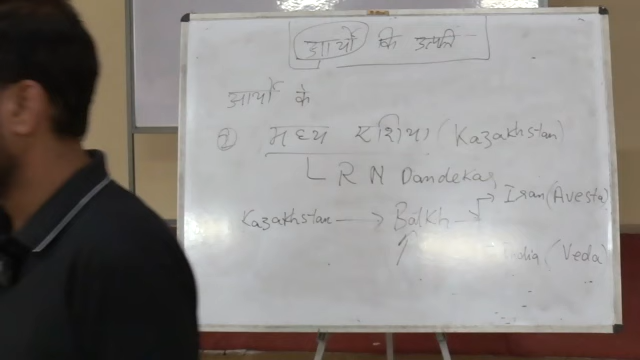 आर्यों कि उत्पत्ति
आर्यों के
① मध्य एशिया (Kazakhstan)
R N Dandekar
Kazakhstan → Balkh → Iran (Avesta)
India (Veda)